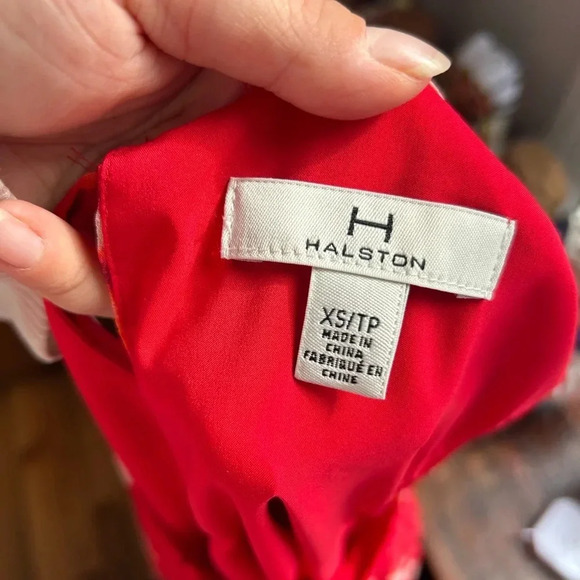 H
HALSTON
XS/TP
MADE IN
CHINA
FABRIQUÉ EN
CHINE